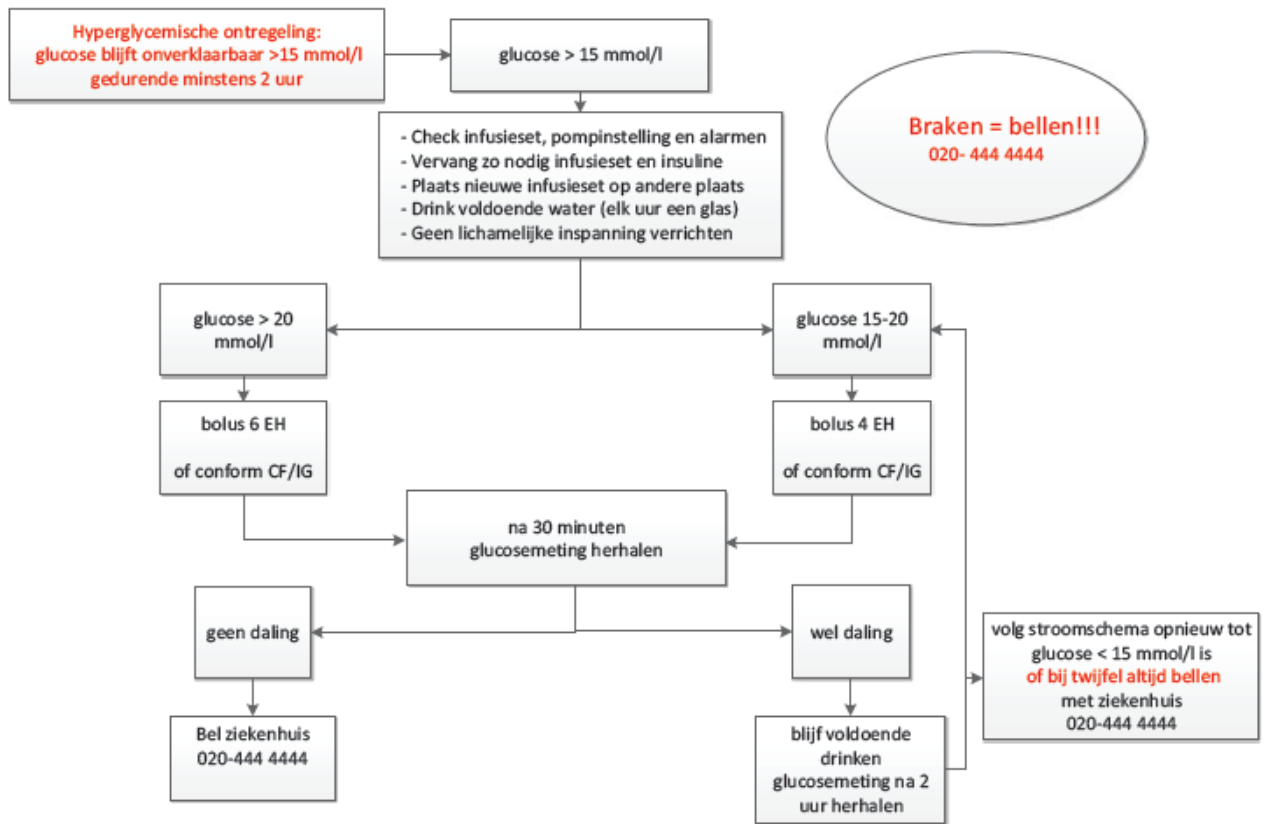 Hyperglycemische ontregeling:
glucose blijft onverklaarbaar >15 mmol/l
gedurende minstens 2 uur
glucose > 15 mmol/l
Braken = bellen!!!
020- 444 4444
- Check infusieset, pompinstelling en alarmen
- Vervang zo nodig infusieset en insuline
- Plaats nieuwe infusieset op andere plaats
- Drink voldoende water (elk uur een glas)
- Geen lichamelijke inspanning verrichten
glucose > 20
mmol/l
glucose 15-20
mmol/l
bolus 6 EH
of conform CF/IG
bolus 4 EH
of conform CF/IG
na 30 minuten
glucosemeting herhalen
geen daling
wel daling
volg stroomschema opnieuw tot
glucose < 15 mmol/l is
of bij twijfel altijd bellen
met ziekenhuis
020-444 4444
Bel ziekenhuis
020-444 4444
blijf voldoende
drinken
glucosemeting na 2
uur herhalen